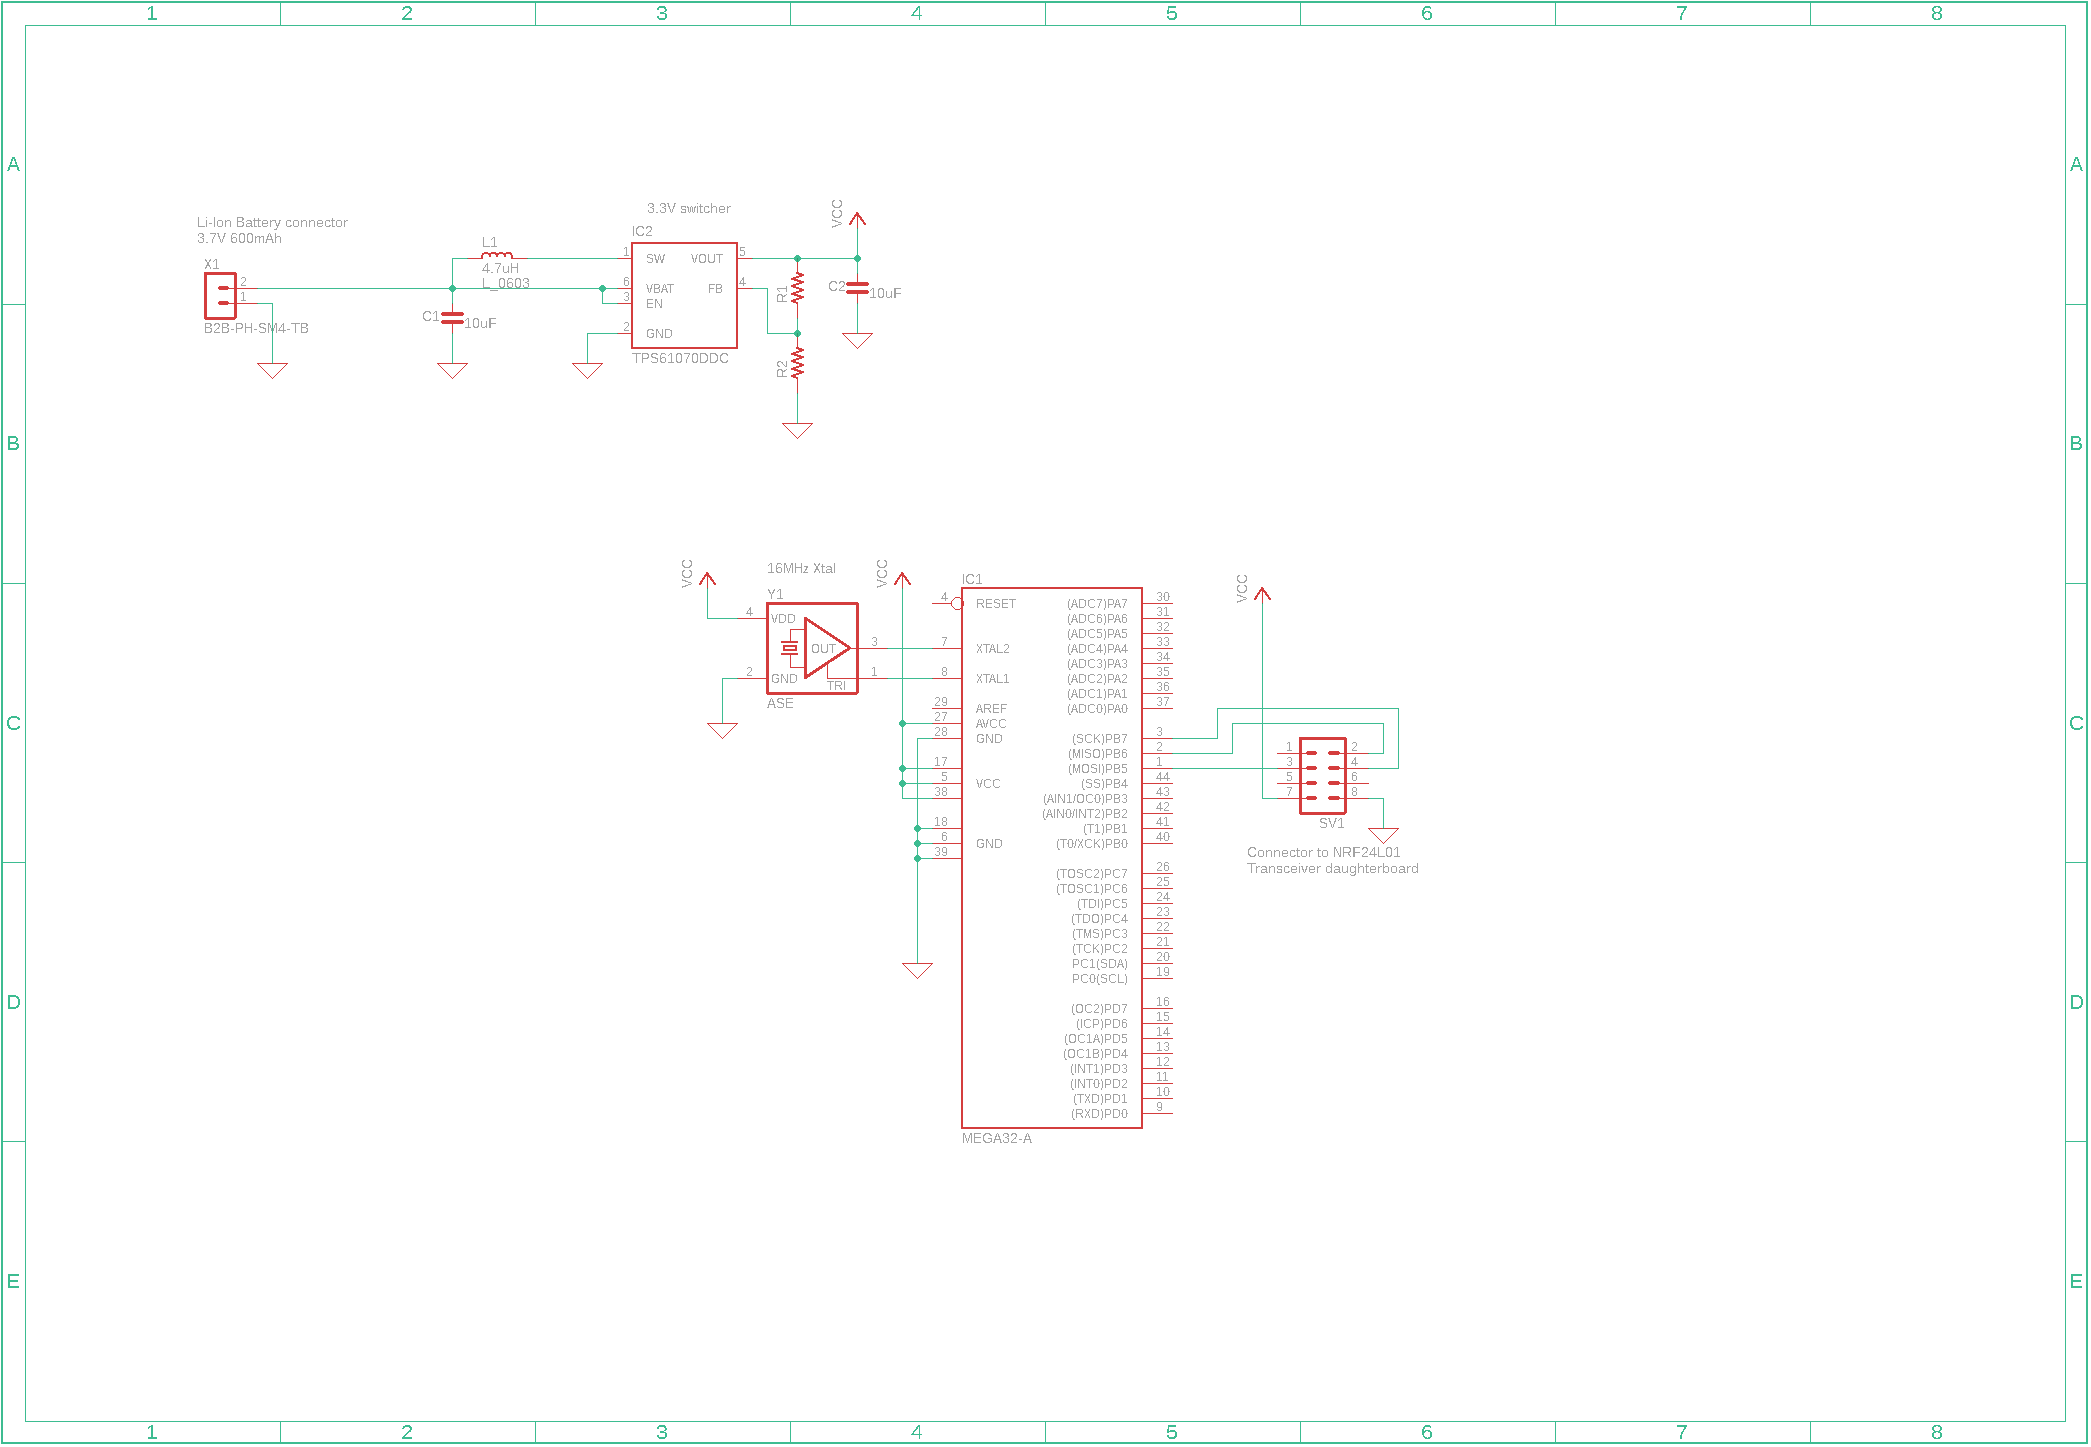 1 2 3 4 5 6 7 8
A A
3.3V switcher
VCC
Li-Ion Battery connector
3.7V 600mAh
X1
2
1
B2B-PH-SM4-TB
L1
4.7uH
L_0603
C1 10uF
IC2
1 SW VOUT 5
6 VBAT FB 4
3 EN
2 GND
TPS61070DDC
R1
R2
C2 10uF
B B
16MHz Xtal
VCC
Y1
4 VDD
OUT 3
2 GND
TRI 1
ASE
VCC
IC1
4 RESET (ADC7)PA7 30
(ADC6)PA6 31
(ADC5)PA5 32
7 XTAL2 (ADC4)PA4 33
(ADC3)PA3 34
8 XTAL1 (ADC2)PA2 35
(ADC1)PA1 36
29 AREF (ADC0)PA0 37
27 AVCC
28 GND (SCK)PB7 3
(MISO)PB6 2
17 (MOSI)PB5 1
5 VCC (SS)PB4 44
38 (AIN1/OC0)PB3 43
(AIN0/INT2)PB2 42
18 (T1)PB1 41
6 GND (T0/XCK)PB0 40
39
(TOSC2)PC7 26
(TOSC1)PC6 25
(TDI)PC5 24
(TDO)PC4 23
(TMS)PC3 22
(TCK)PC2 21
PC1(SDA) 20
PC0(SCL) 19
(OC2)PD7 16
(ICP)PD6 15
(OC1A)PD5 14
(OC1B)PD4 13
(INT1)PD3 12
(INT0)PD2 11
(TXD)PD1 10
(RXD)PD0 9
MEGA32-A
VCC
1 2
3 4
5 6
7 8
SV1
Connector to NRF24L01
Transceiver daughterboard
C C
D D
E E
1 2 3 4 5 6 7 8